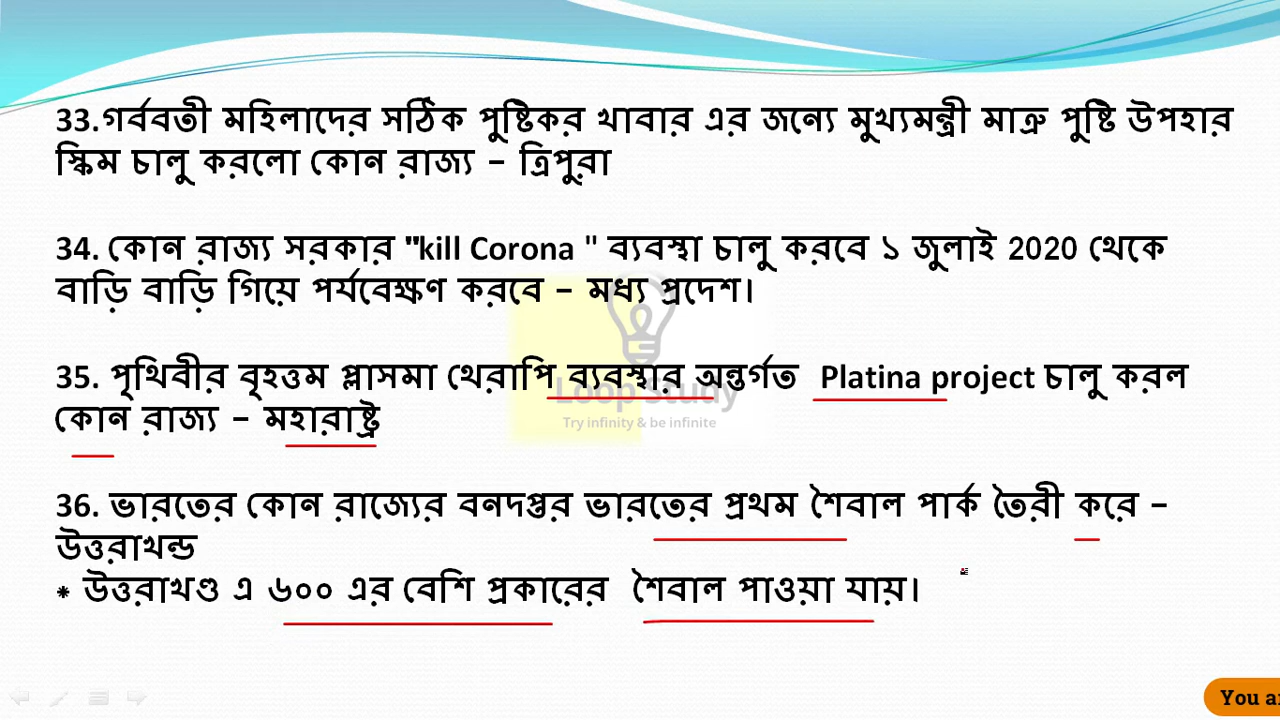 33.গর্ববতী মহিলাদের সঠিক পুষ্টিকর খাবার এর জন্যে মুখ্যমন্ত্রী মাত্রু পুষ্টি উপহার
স্কিম চালু করলো কোন রাজ্য – ত্রিপুরা
34. কোন রাজ্য সরকার "kill Corona " ব্যবস্থা চালু করবে ১ জুলাই 2020 থেকে
বাড়ি বাড়ি গিয়ে পর্যবেক্ষণ করবে – মধ্য প্রদেশ।
35. পৃথিবীর বৃহত্তম প্লাসমা থেরাপি ব্যবস্থার অন্তর্গত Platina project চালু করল
Loop Study
কোন রাজ্য – মহারাষ্ট্র
Try infinity & be infinite
36. ভারতের কোন রাজ্যের বনদপ্তর ভারতের প্রথম শৈবাল পার্ক তৈরী করে –
উত্তরাখন্ড
* উত্তরাখণ্ড এ ৬০০ এর বেশি প্রকারের শৈবাল পাওয়া যায়।
You